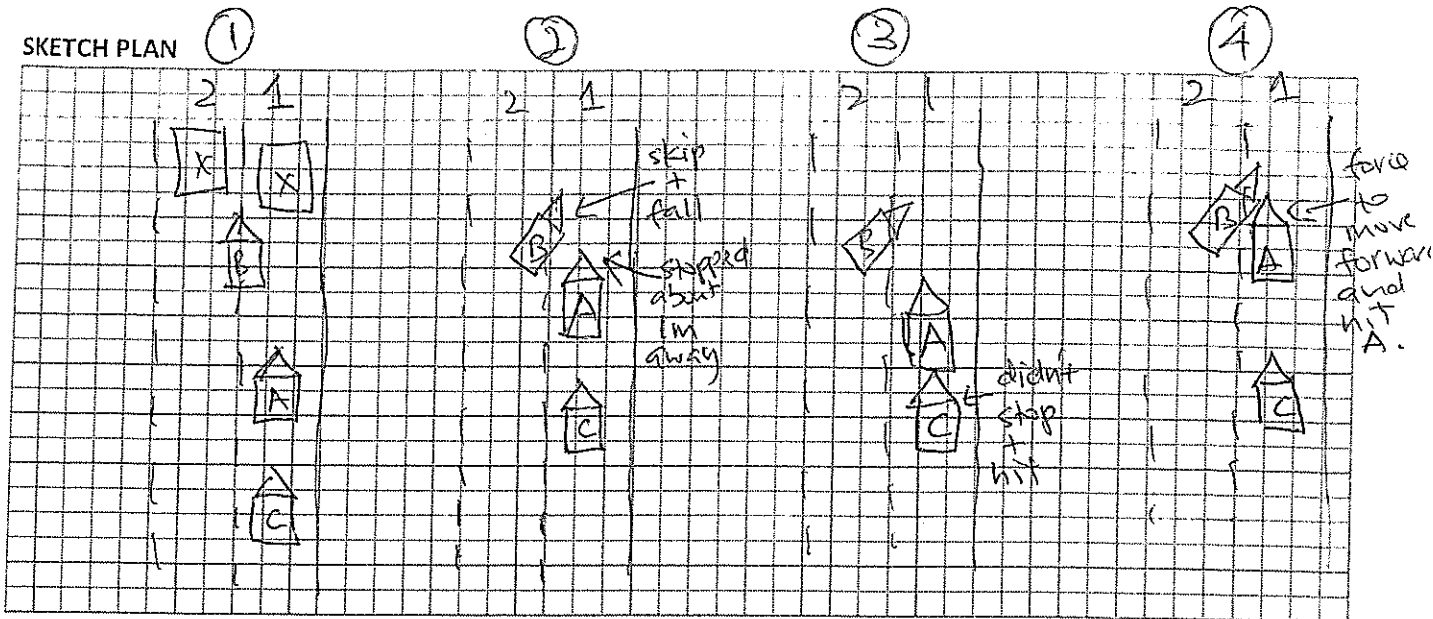 SKETCH PLAN
1
2
3
4
2 1
X X
B
A
C
2 1
skip
+
fall
B
stopped
about
1m
away
A
C
2 1
B
A
didn't
stop
+
hit
C
2 1
B
A
force
to
move
forward
and
hit
A.
C